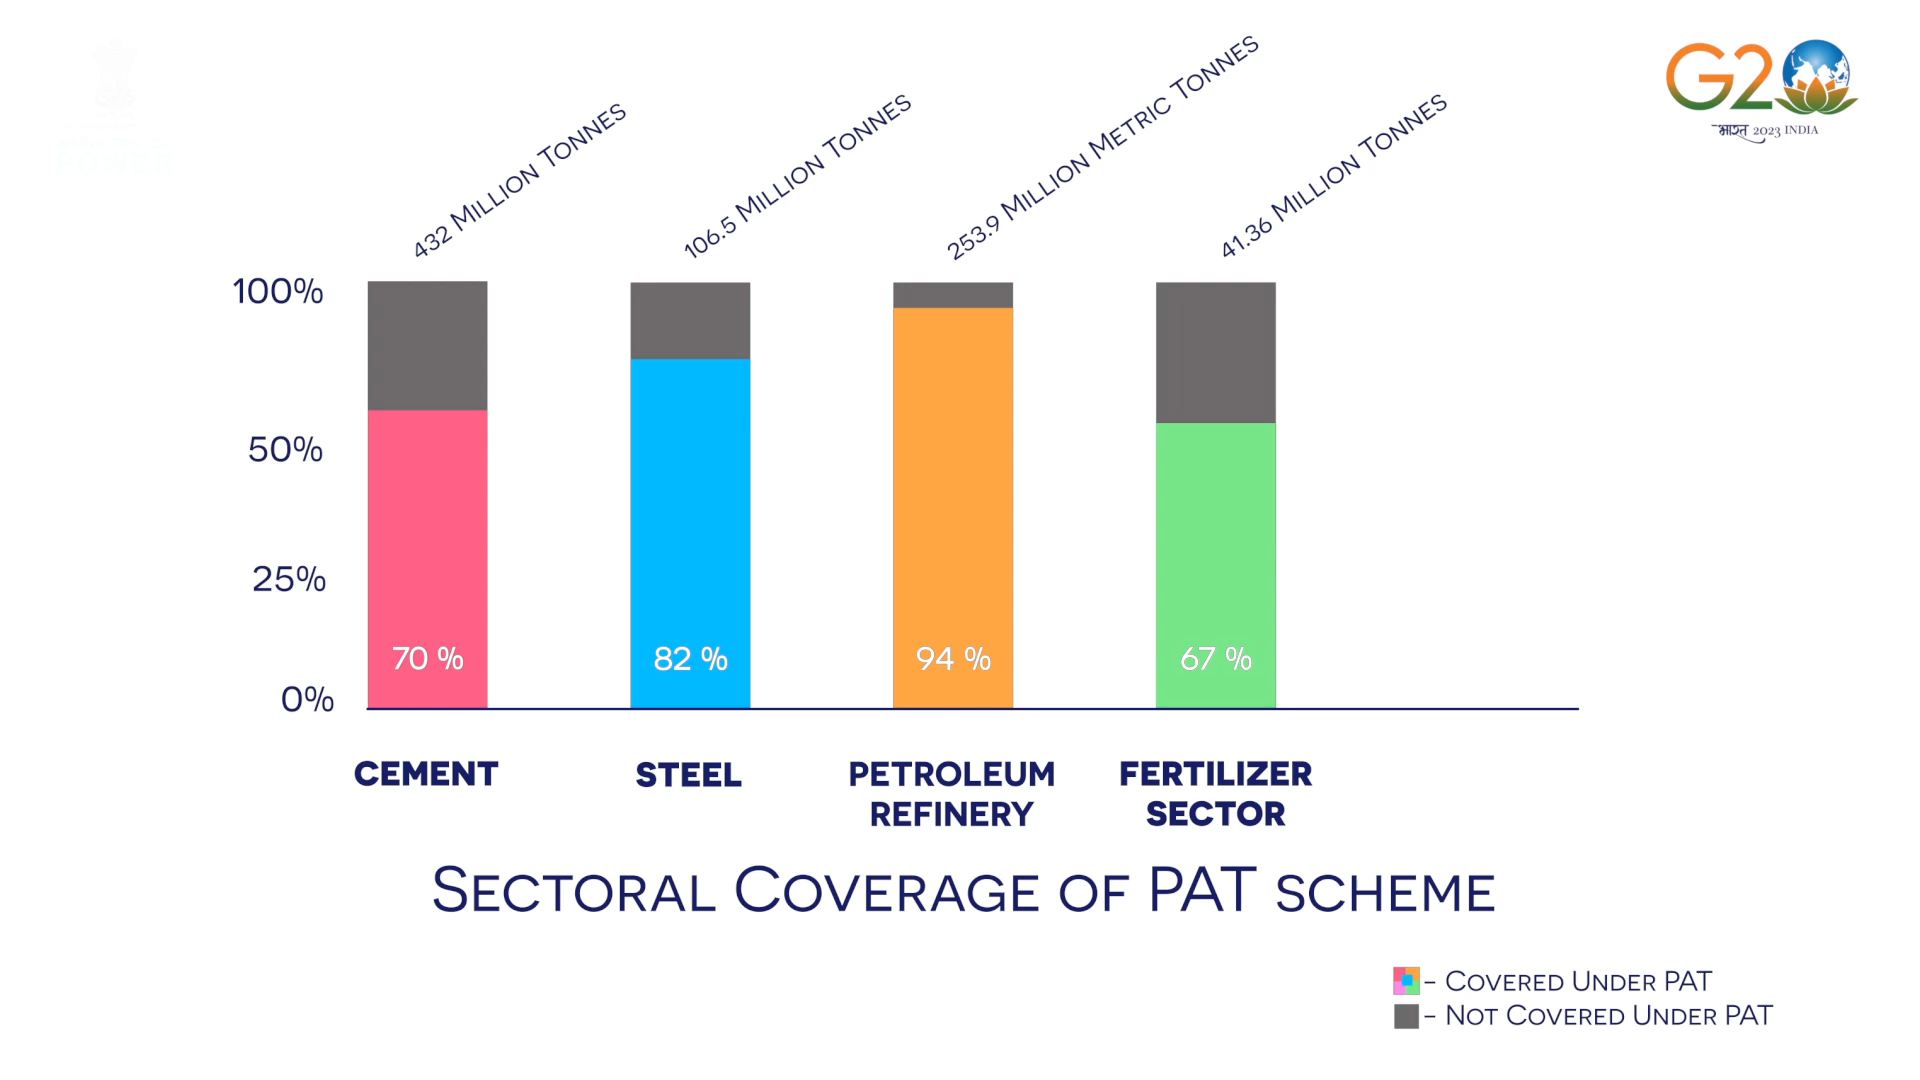 G20
भारत 2023 INDIA
432 MILLION TONNES
106.5 MILLION TONNES
253.9 MILLION METRIC TONNES
41.36 MILLION TONNES
100%
50%
25%
0%
70 %
82 %
94 %
67 %
CEMENT
STEEL
PETROLEUM
REFINERY
FERTILIZER
SECTOR
SECTORAL COVERAGE OF PAT SCHEME
- COVERED UNDER PAT
- NOT COVERED UNDER PAT
POWER